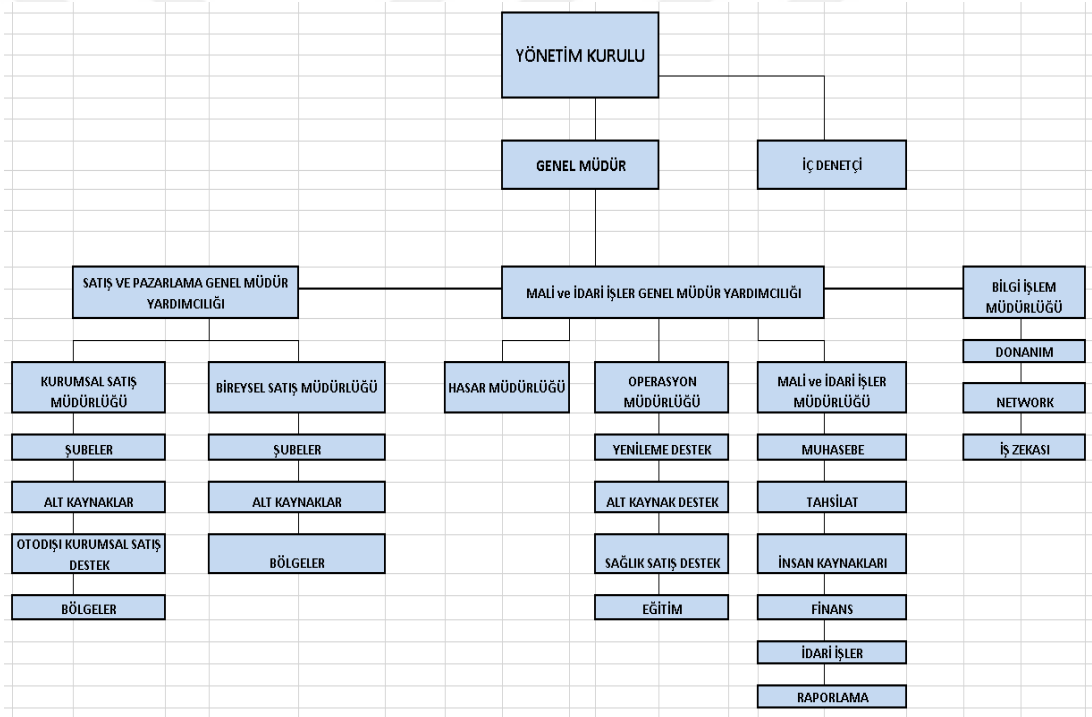 YÖNETİM KURULU
GENEL MÜDÜR
İÇ DENETÇİ
SATIŞ VE PAZARLAMA GENEL MÜDÜR
YARDIMCILIĞI
MALİ ve İDARİ İŞLER GENEL MÜDÜR YARDIMCILIĞI
BİLGİ İŞLEM
MÜDÜRLÜĞÜ
DONANIM
NETWORK
İŞ ZEKASI
KURUMSAL SATIŞ
MÜDÜRLÜĞÜ
ŞUBELER
ALT KAYNAKLAR
OTODIŞI KURUMSAL SATIŞ
DESTEK
BÖLGELER
BİREYSEL SATIŞ MÜDÜRLÜĞÜ
ŞUBELER
ALT KAYNAKLAR
BÖLGELER
HASAR MÜDÜRLÜĞÜ
OPERASYON
MÜDÜRLÜĞÜ
YENİLEME DESTEK
ALT KAYNAK DESTEK
SAĞLIK SATIŞ DESTEK
EĞİTİM
MALİ ve İDARİ İŞLER
MÜDÜRLÜĞÜ
MUHASEBE
TAHSİLAT
İNSAN KAYNAKLARI
FİNANS
İDARİ İŞLER
RAPORLAMA